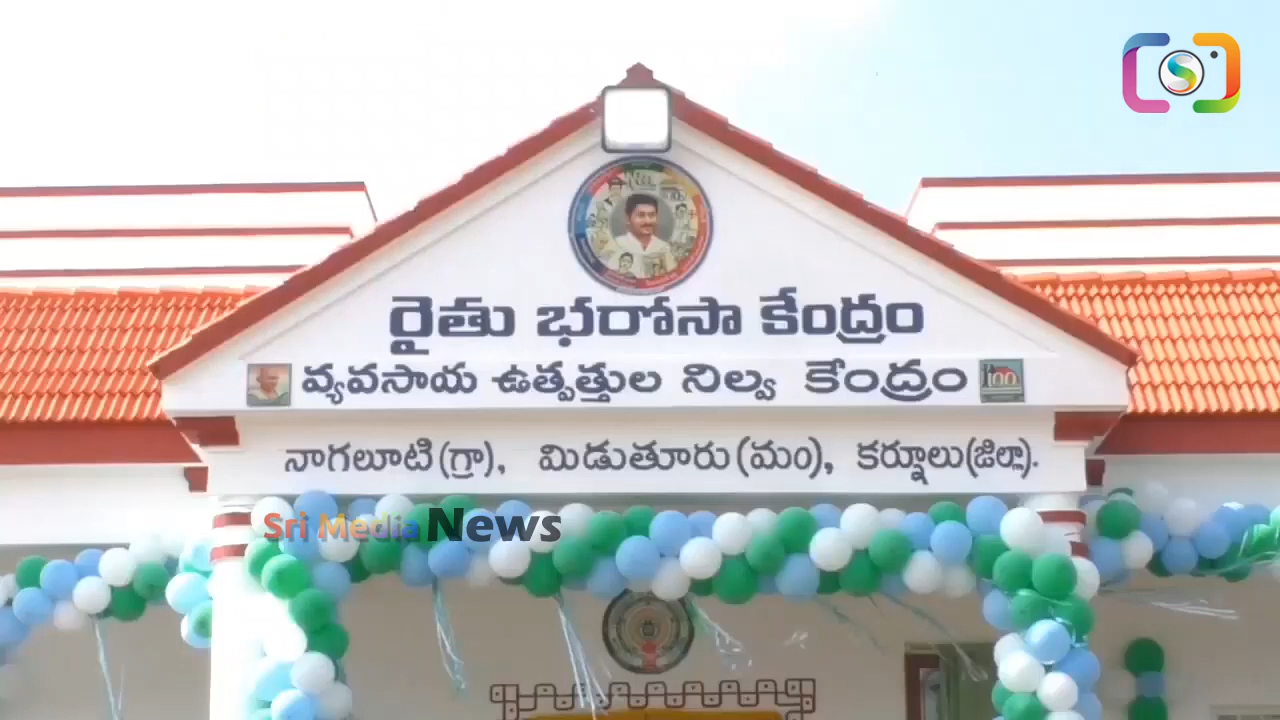 రైతు భరోసా కేంద్రం
వ్యవసాయ ఉత్పత్తుల నిల్వ కేంద్రం
నాగలూటి(గ్రా), మిడుతూరు(మం), కర్నూలు(జిల్లా).
Sri Media News